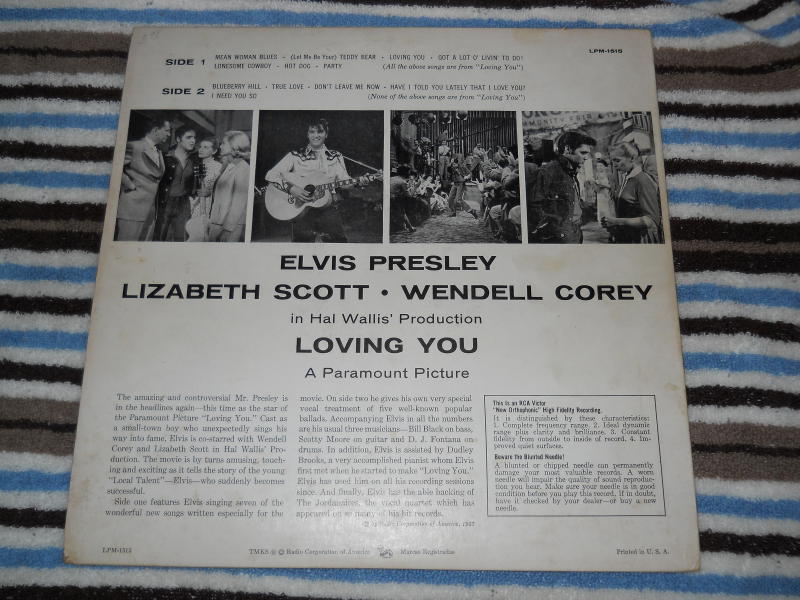 SIDE 1 MEAN WOMAN BLUES • (Let Me Be Your) TEDDY BEAR • LOVING YOU • GOT A LOT O' LIVIN' TO DO!
LONESOME COWBOY • HOT DOG • PARTY (All the above songs are from "Loving You")
LPM-1515
SIDE 2 BLUEBERRY HILL • TRUE LOVE • DON'T LEAVE ME NOW • HAVE I TOLD YOU LATELY THAT I LOVE YOU?
I NEED YOU SO (None of the above songs are from "Loving You")
ELVIS PRESLEY
LIZABETH SCOTT • WENDELL COREY
in Hal Wallis' Production
LOVING YOU
A Paramount Picture
The amazing and controversial Mr. Presley is
in the headlines again—this time as the star of
the Paramount Picture "Loving You." Cast as
a small-town boy who unexpectedly sings his
way into fame, Elvis is co-starred with Wendell
Corey and Lizabeth Scott in Hal Wallis' Pro-
duction. The movie is by turns amusing, touch-
ing and exciting as it tells the story of the young
"Local Talent"—Elvis—who suddenly becomes
successful.
Side one features Elvis singing seven of the
wonderful new songs written especially for the
movie. On side two he gives his own very special
vocal treatment of five well-known popular
ballads. Accompanying Elvis in all the numbers
are his usual three musicians—Bill Black on bass,
Scotty Moore on guitar and D. J. Fontana on
drums. In addition, Elvis is assisted by Dudley
Brooks, a very accomplished pianist whom Elvis
first met when he started to make "Loving You."
Elvis has used him on all his recording sessions
since. And finally, Elvis has the able backing of
The Jordanaires, the vocal quartet which has
appeared on so many of his hit records.
© by Radio Corporation of America, 1957
This Is an RCA Victor
"New Orthophonic" High Fidelity Recording.
It is distinguished by these characteristics:
1. Complete frequency range. 2. Ideal dynamic
range plus clarity and brilliance. 3. Constant
fidelity from outside to inside of record. 4. Im-
proved quiet surfaces.
Beware the Blunted Needle!
A blunted or chipped needle can permanently
damage your most valuable records. A worn
needle will impair the quality of sound reproduc-
tion you hear. Make sure your needle is in good
condition before you play this record. If in doubt,
have it checked by your dealer—or buy a new
needle.
LPM-1515 TMKS ® © Radio Corporation of America Marcas Registradas Printed in U. S. A.